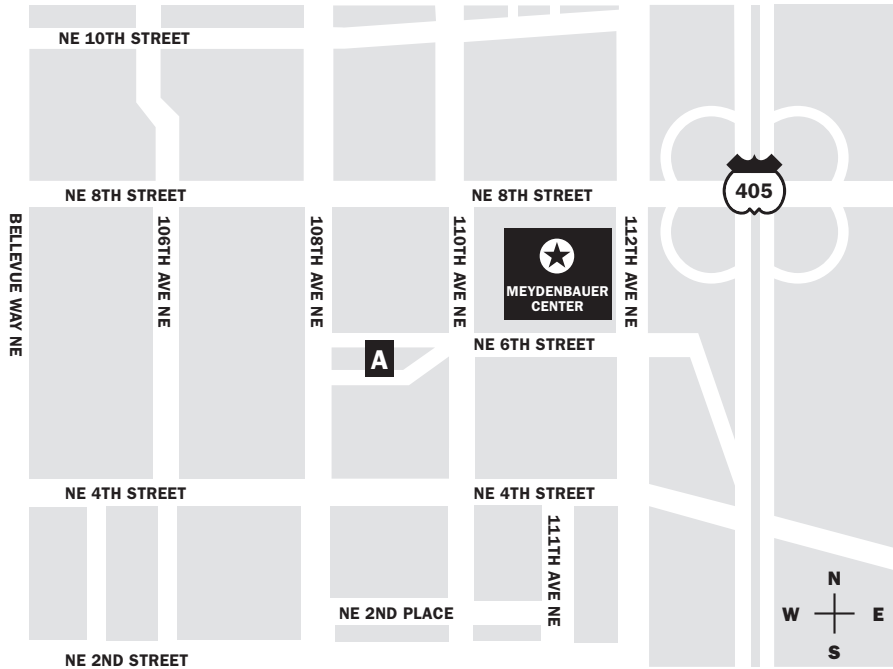 NE 10TH STREET
NE 8TH STREET
NE 8TH STREET
405
BELLEVUE WAY NE
106TH AVE NE
108TH AVE NE
110TH AVE NE
112TH AVE NE
MEYDENBAUER
CENTER
A
NE 6TH STREET
NE 4TH STREET
NE 4TH STREET
111TH AVE NE
NE 2ND PLACE
NE 2ND STREET
N
W
E
S